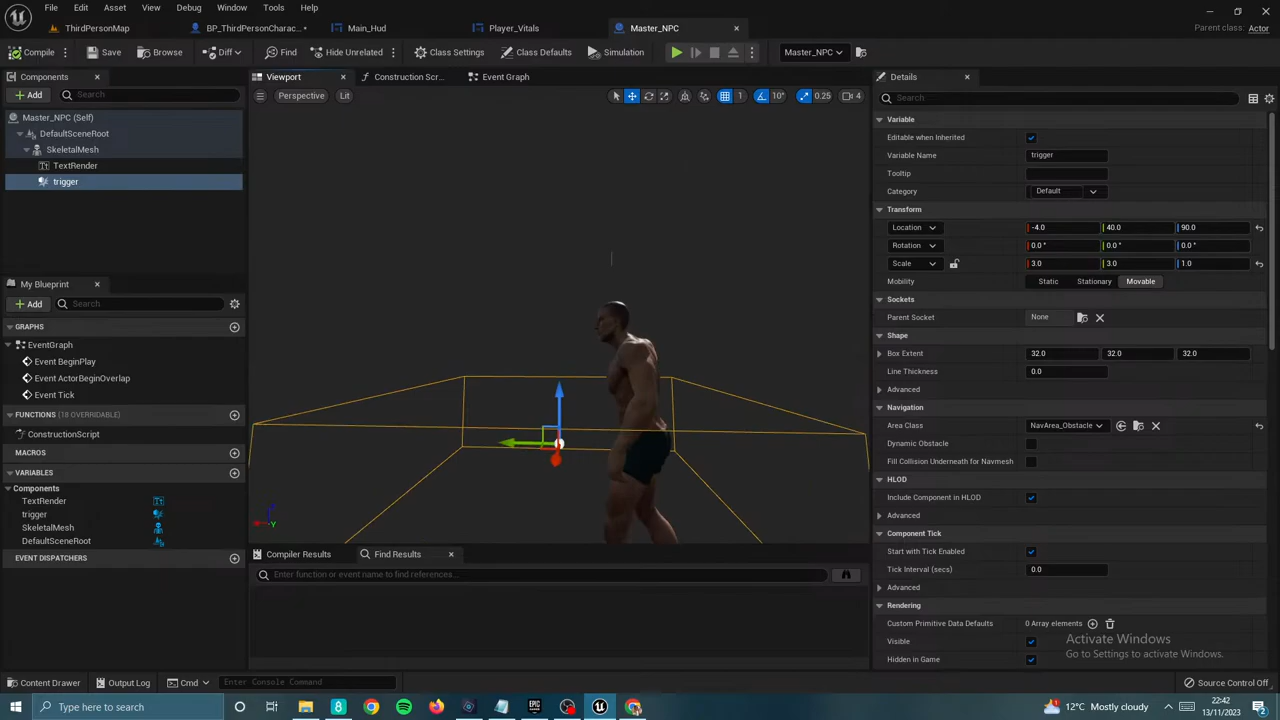 File Edit Asset View Debug Window Tools Help
ThirdPersonMap BP_ThirdPersonCharac.• Main_Hud Player_Vitals Master_NPC Parent class: Actor
Compile Save Browse Diff Find Hide Unrelated Class Settings Class Defaults Simulation Master_NPC
Components Viewport Construction Scr... Event Graph Details
Add Search Perspective Lit 1 10° 0.25 4 Search
Master_NPC (Self)
DefaultSceneRoot
SkeletalMesh
TextRender
trigger
My Blueprint
Add Search
GRAPHS
EventGraph
Event BeginPlay
Event ActorBeginOverlap
Event Tick
FUNCTIONS (18 OVERRIDABLE)
ConstructionScript
MACROS
VARIABLES
Components
TextRender
trigger
SkeletalMesh
DefaultSceneRoot
EVENT DISPATCHERS
Z
X Y
Compiler Results Find Results
Enter function or event name to find references...
Variable
Editable when Inherited
Variable Name trigger
Tooltip
Category Default
Transform
Location -4.0 40.0 90.0
Rotation 0.0 ° 0.0 ° 0.0 °
Scale 3.0 3.0 1.0
Mobility Static Stationary Movable
Sockets
Parent Socket None
Shape
Box Extent 32.0 32.0 32.0
Line Thickness 0.0
Advanced
Navigation
Area Class NavArea_Obstacle
Dynamic Obstacle
Fill Collision Underneath for Navmesh
HLOD
Include Component in HLOD
Advanced
Component Tick
Start with Tick Enabled
Tick Interval (secs) 0.0
Advanced
Rendering
Custom Primitive Data Defaults 0 Array elements
Visible
Hidden in Game
Activate Windows
Go to Settings to activate Windows.
Content Drawer Output Log Cmd Enter Console Command Source Control Off
Type here to search 12°C Mostly cloudy 22:42
13/11/2023